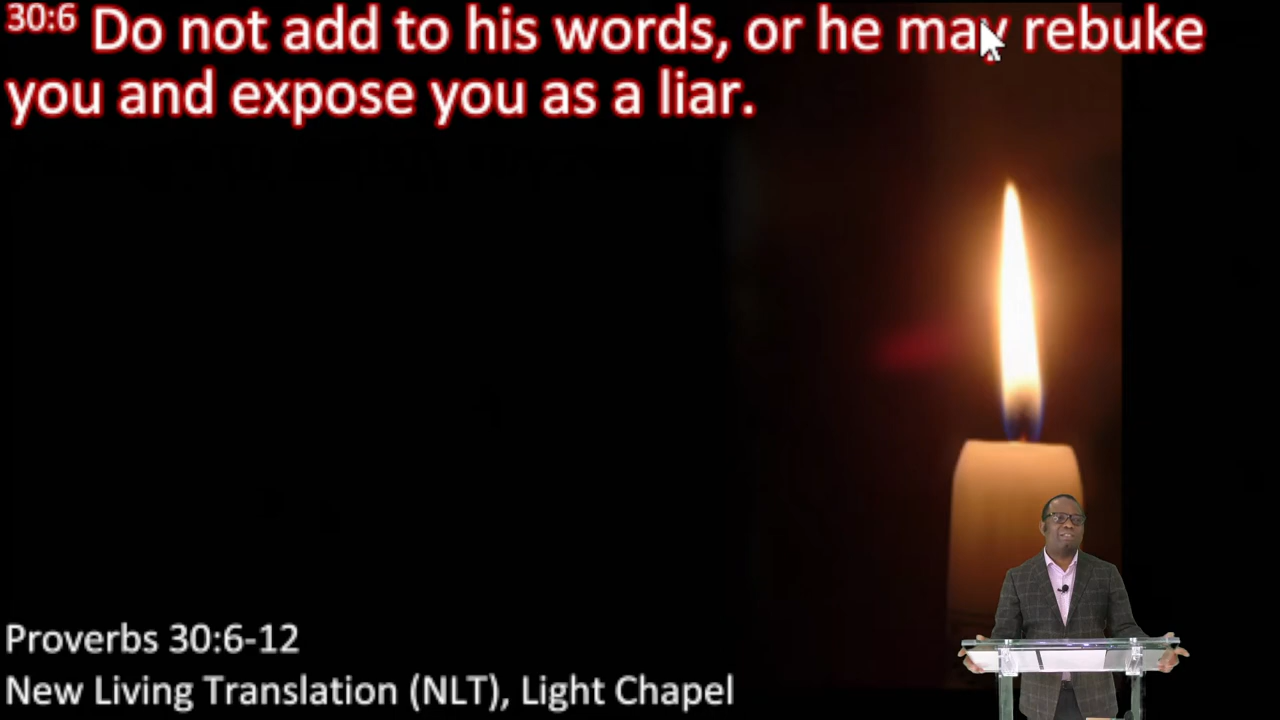 30:6 Do not add to his words, or he may rebuke
you and expose you as a liar.
Proverbs 30:6-12
New Living Translation (NLT), Light Chapel